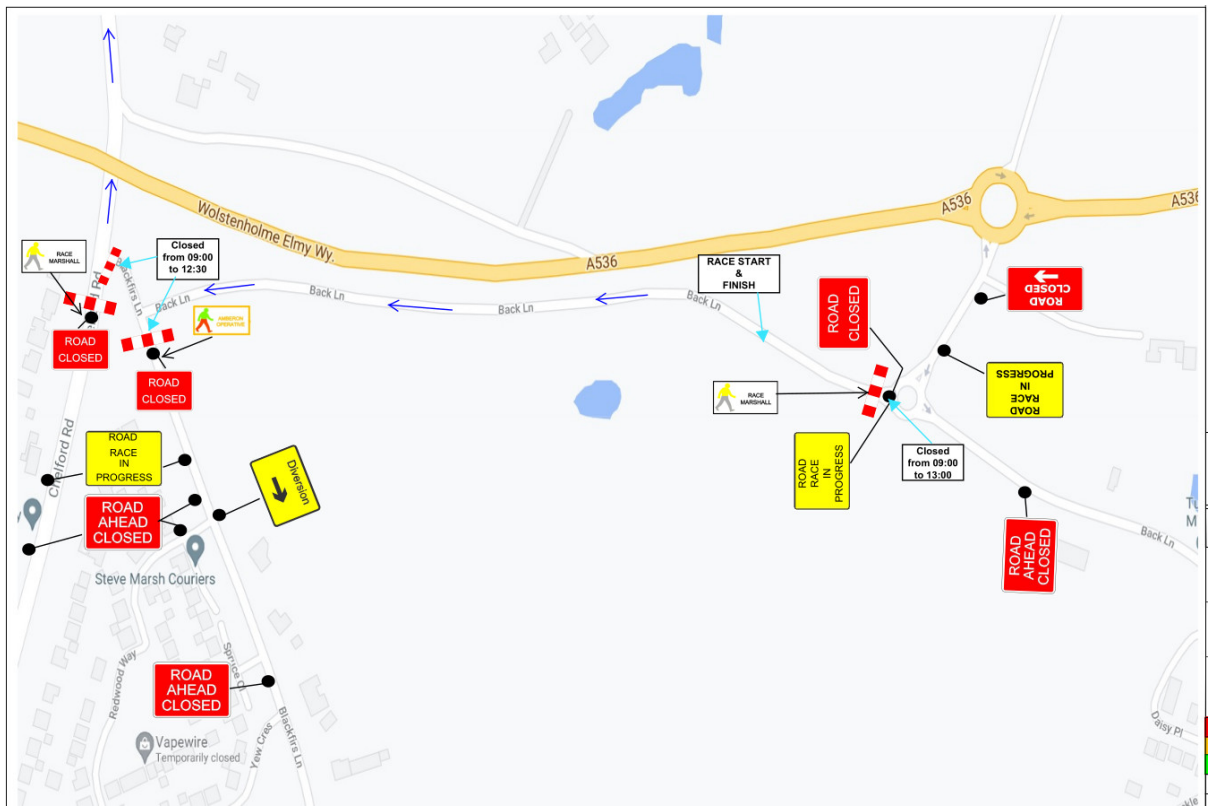 Wolstenholme Elmy Wy.
A536
A536
A536
RACE
MARSHALL
Closed
from 09:00
to 12:30
Blackfirs Ln
Back Ln
Back Ln
Back Ln
Back Ln
RACE START
&
FINISH
AMBERON
OPERATIVE
ROAD
CLOSED
ROAD
CLOSED
ROAD
CLOSED
ROAD
CLOSED
ROAD
RACE
IN
PROGRESS
RACE
MARSHALL
ROAD
RACE
IN
PROGRESS
Closed
from 09:00
to 13:00
Chelford Rd
ROAD
RACE
IN
PROGRESS
Diversion
ROAD
AHEAD
CLOSED
ROAD
AHEAD
CLOSED
Back Ln
Steve Marsh Couriers
Redwood Way
Spruce Cl
ROAD
AHEAD
CLOSED
Blackfirs Ln
Yew Cres
Vapewire
Temporarily closed
Daisy Pl